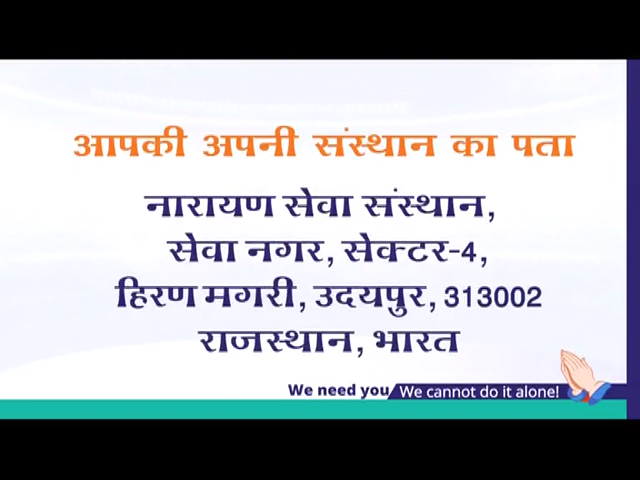 आपकी अपनी संस्थान का पता
नारायण सेवा संस्थान,
सेवा नगर, सेक्टर-4,
हिरण मगरी, उदयपुर, 313002
राजस्थान, भारत
We need you We cannot do it alone!